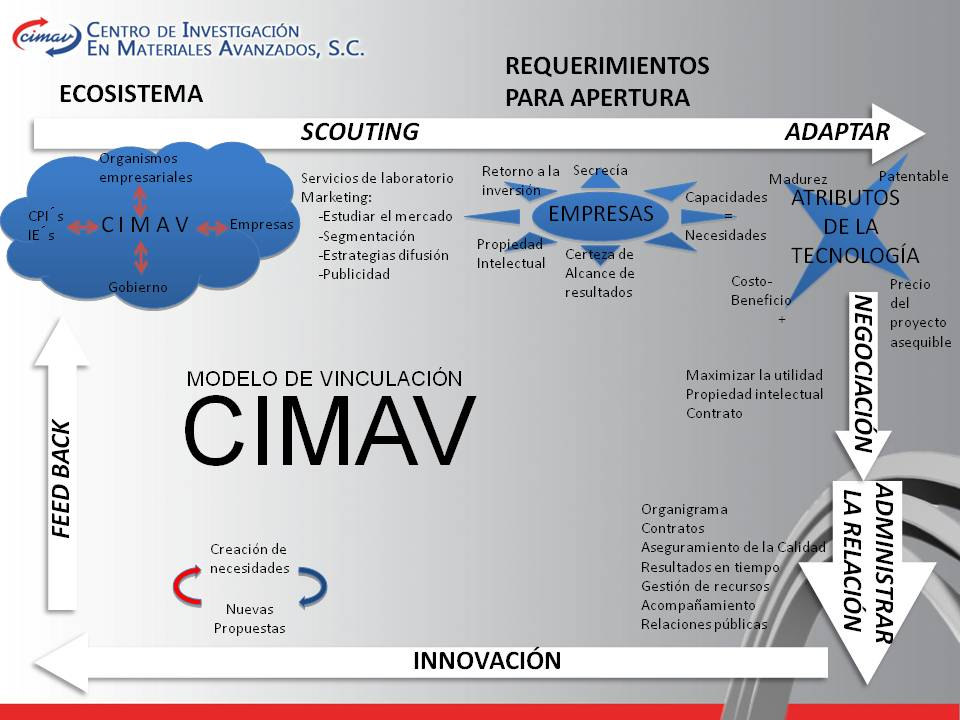 cimav
CENTRO DE INVESTIGACIÓN
EN MATERIALES AVANZADOS, S.C.
ECOSISTEMA
REQUERIMIENTOS
PARA APERTURA
SCOUTING
ADAPTAR
Organismos
empresariales
CPI´s
IE´s
CIMAV
Empresas
Gobierno
Servicios de laboratorio
Marketing:
-Estudiar el mercado
-Segmentación
-Estrategias difusión
-Publicidad
Retorno a la
inversión
Secrecía
EMPRESAS
Propiedad
Intelectual
Certeza de
Alcance de
resultados
Capacidades
=
Necesidades
Madurez
Patentable
ATRIBUTOS
DE LA
TECNOLOGÍA
Costo-
Beneficio
+
Precio
del
proyecto
asequible
NEGOCIACIÓN
Maximizar la utilidad
Propiedad intelectual
Contrato
MODELO DE VINCULACIÓN
CIMAV
FEED BACK
ADMINISTRAR
LA RELACIÓN
Organigrama
Contratos
Aseguramiento de la Calidad
Resultados en tiempo
Gestión de recursos
Acompañamiento
Relaciones públicas
Creación de
necesidades
Nuevas
Propuestas
INNOVACIÓN